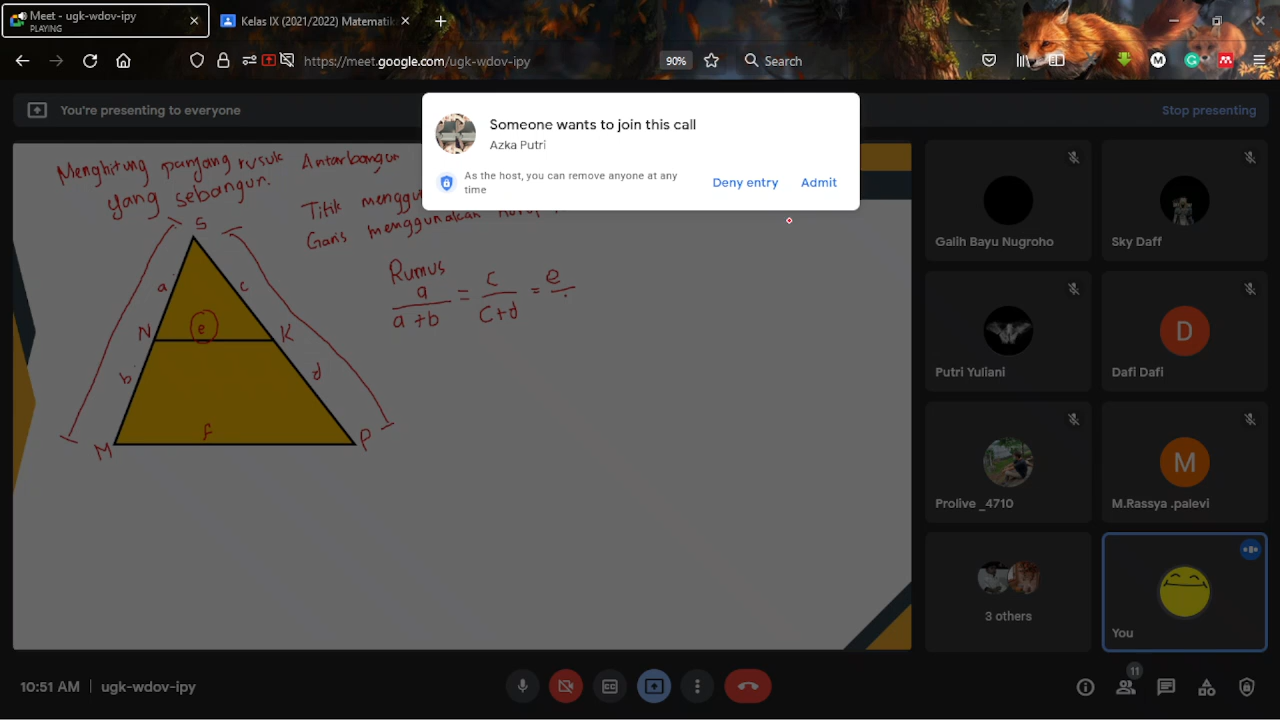 Meet - ugk-wdov-ipy
PLAYING
Kelas IX (2021/2022) Matematik
https://meet.google.com/ugk-wdov-ipy
90%
Search
You're presenting to everyone
Stop presenting
Someone wants to join this call
Azka Putri
As the host, you can remove anyone at any
time
Deny entry
Admit
Menghitung panjang rusuk Antarbangun
yang sebangun.
Titik menggu
Garis menggunakan
Rumus
a c e
a+b = c+d =
S
a
c
N
e
K
b
d
M
f
P
Galih Bayu Nugroho
Sky Daff
Putri Yuliani
D
Dafi Dafi
Prolive _4710
M
M.Rassya .palevi
3 others
You
10:51 AM | ugk-wdov-ipy
11